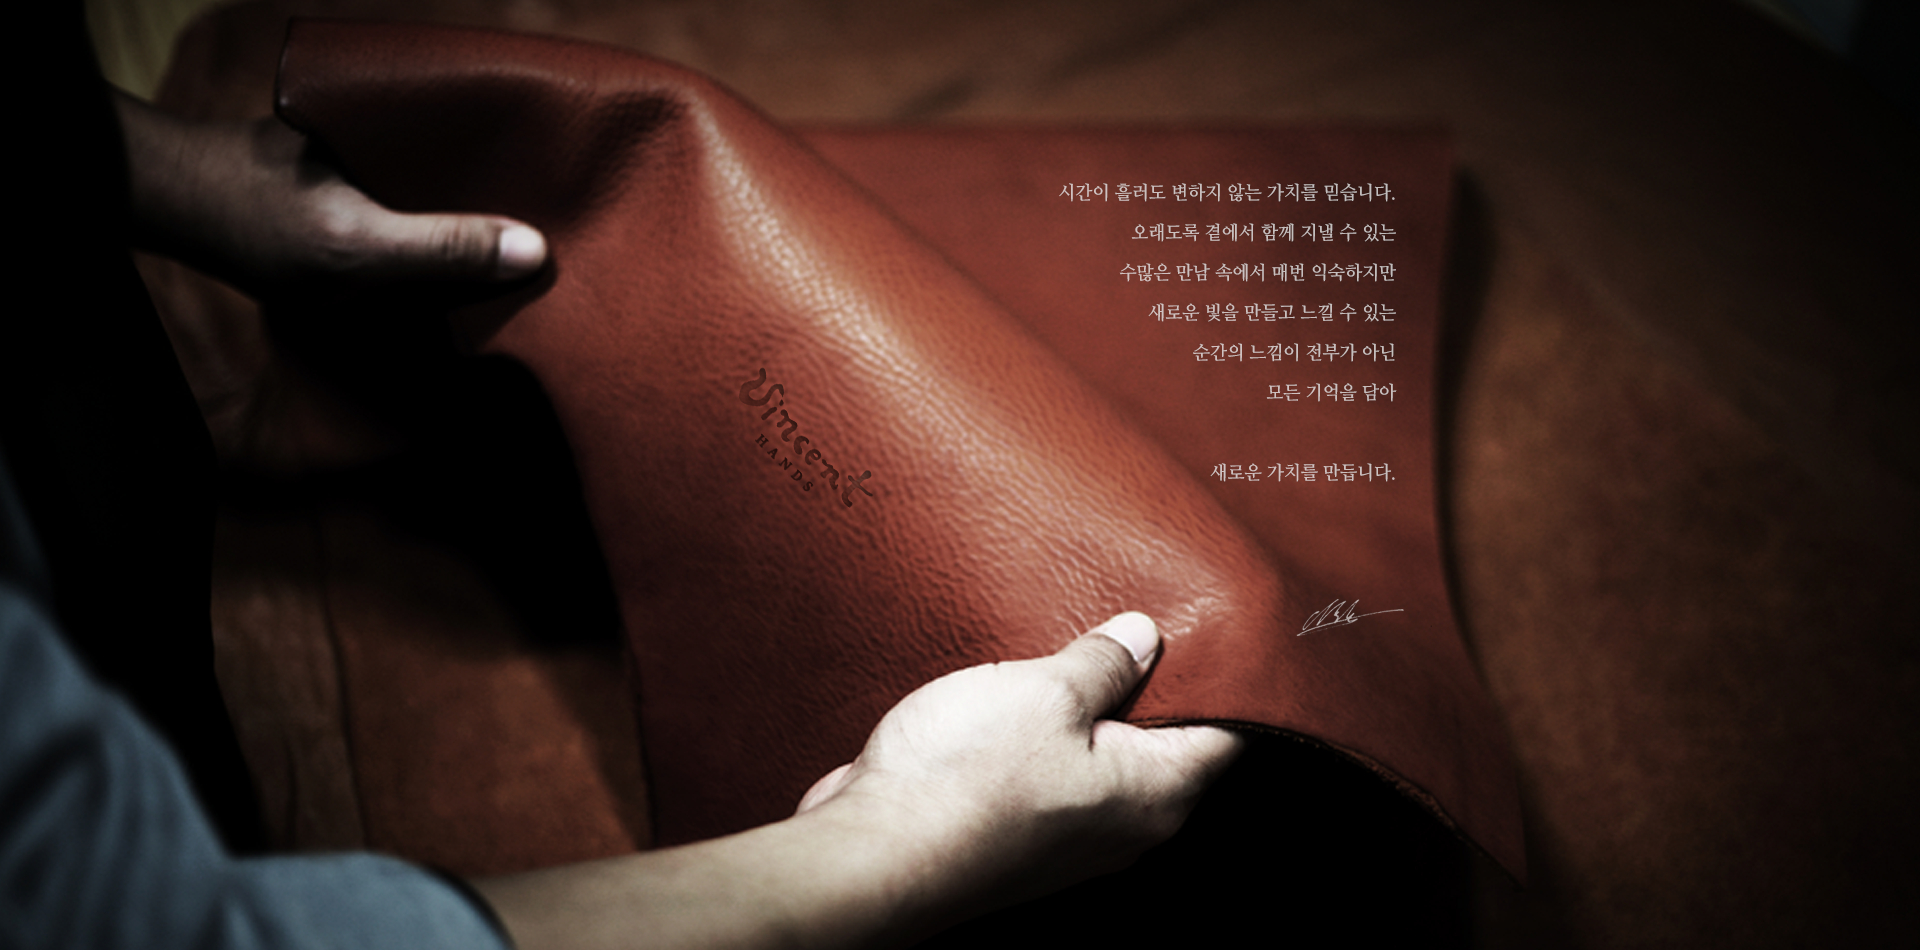 시간이 흘러도 변하지 않는 가치를 믿습니다.
오래도록 곁에서 함께 지낼 수 있는
수많은 만남 속에서 매번 익숙하지만
새로운 빛을 만들고 느낄 수 있는
순간의 느낌이 전부가 아닌
모든 기억을 담아
새로운 가치를 만듭니다.
Vincent
HANDS